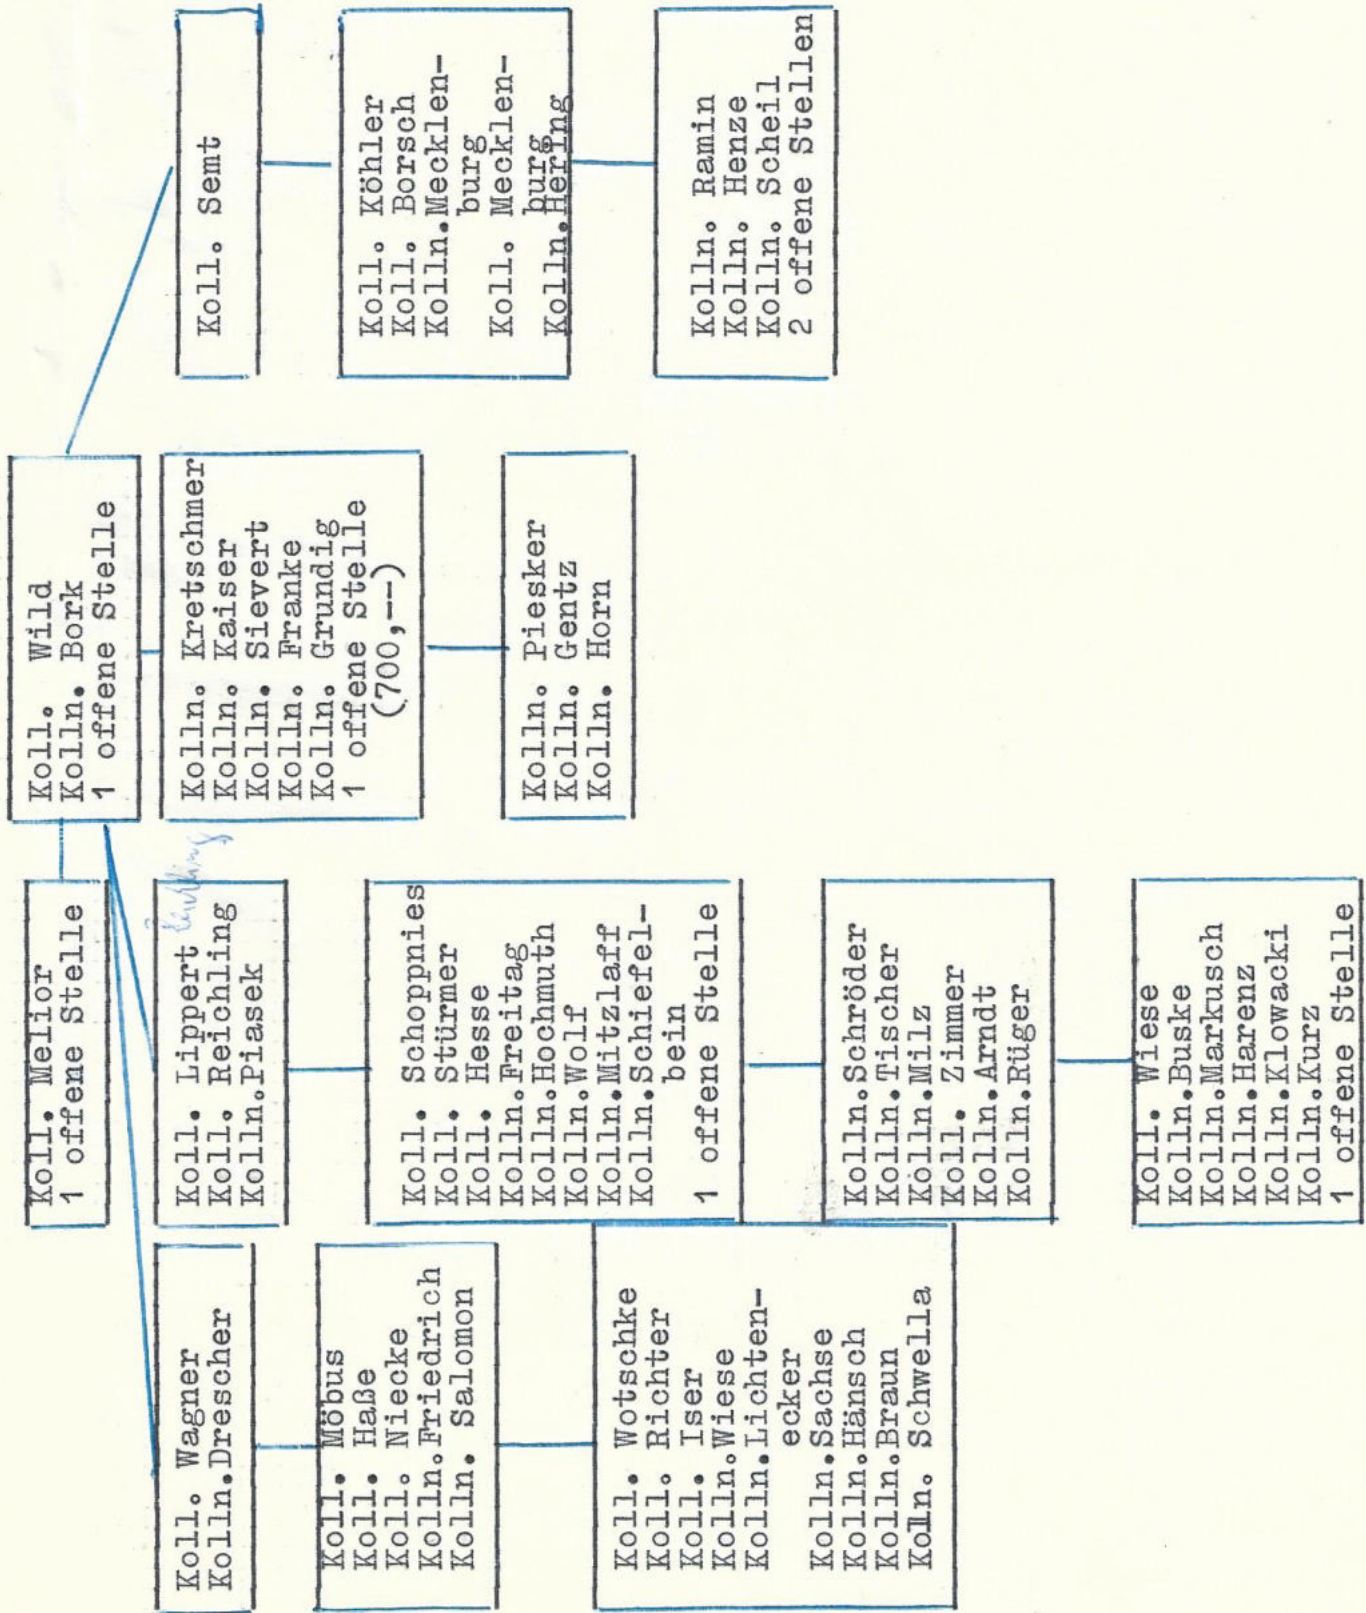 Koll. Wild
Kolln. Bork
1 offene Stelle
Koll. Melior
1 offene Stelle
Koll. Wagner
Kolln.Drescher
Koll. Möbus
Koll. Haße
Koll. Niecke
Kolln.Friedrich
Kolln. Salomon
Koll. Wotschke
Koll. Richter
Koll. Iser
Kolln.Wiese
Kolln.Lichten-
ecker
Kolln.Sachse
Kolln.Hänsch
Kolln.Braun
Kolln. Schwella
Koll. Lippert
Koll. Reichling
Kolln.Piasek
Koll. Schoppnies
Koll. Stürmer
Koll. Hesse
Kolln.Freitag
Kolln.Hochmuth
Kolln.Wolf
Kolln.Mitzlaff
Kolln.Schiefel-
bein
1 offene Stelle
Kolln.Schröder
Kolln.Tischer
Kolln.Milz
Koll. Zimmer
Kolln.Arndt
Kolln.Rüger
Koll. Wiese
Kolln.Buske
Kolln.Markusch
Kolln.Harenz
Kolln.Klowacki
Kolln.Kurz
1 offene Stelle
Kolln. Kretschmer
Kolln. Kaiser
Kolln. Sievert
Kolln. Franke
Kolln. Grundig
1 offene Stelle
(700,--)
Kolln. Piesker
Kolln. Gentz
Kolln. Horn
Koll. Semt
Koll. Köhler
Koll. Borsch
Kolln.Mecklen-
burg
Koll. Mecklen-
burg
Kolln.Hering
Kolln. Ramin
Kolln. Henze
Kolln. Scheil
2 offene Stellen